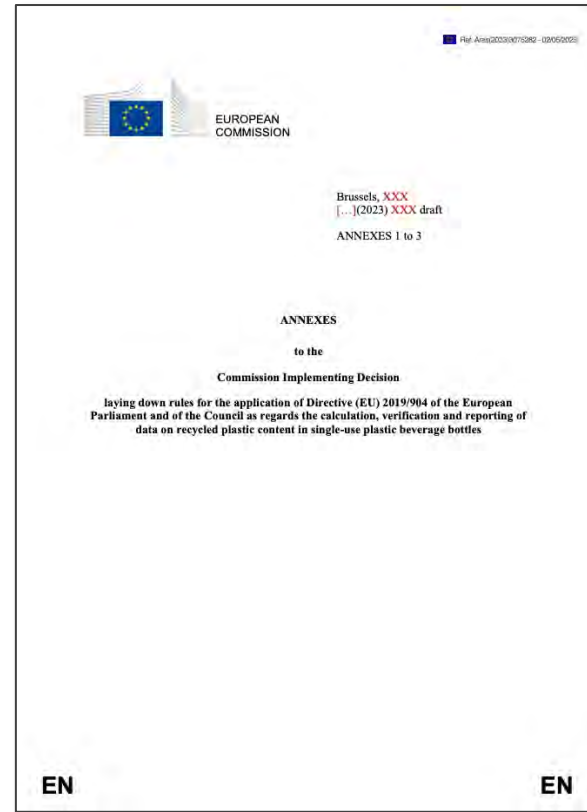 Ref. Ares(2023)3075282 - 02/05/2023
EUROPEAN
COMMISSION
Brussels, XXX
[…](2023) XXX draft
ANNEXES 1 to 3
ANNEXES
to the
Commission Implementing Decision
laying down rules for the application of Directive (EU) 2019/904 of the European
Parliament and of the Council as regards the calculation, verification and reporting of
data on recycled plastic content in single-use plastic beverage bottles
EN
EN